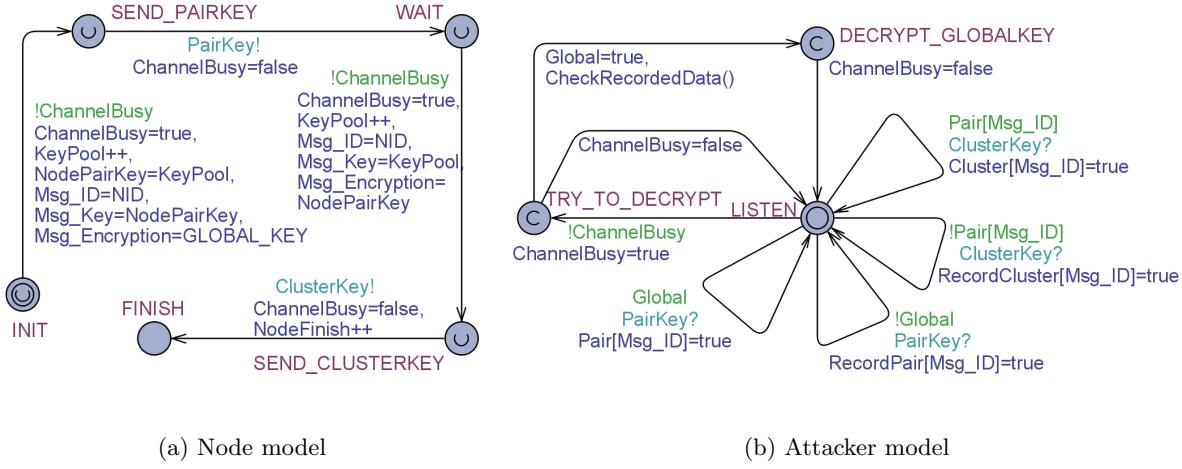 SEND_PAIRKEY
WAIT
PairKey!
ChannelBusy=false
!ChannelBusy
ChannelBusy=true,
KeyPool++,
NodePairKey=KeyPool,
Msg_ID=NID,
Msg_Key=NodePairKey,
Msg_Encryption=GLOBAL_KEY
!ChannelBusy
ChannelBusy=true,
KeyPool++,
Msg_ID=NID,
Msg_Key=KeyPool,
Msg_Encryption=
NodePairKey
INIT
FINISH
ClusterKey!
ChannelBusy=false,
NodeFinish++
SEND_CLUSTERKEY
(a) Node model
C
DECRYPT_GLOBALKEY
ChannelBusy=false
Global=true,
CheckRecordedData()
ChannelBusy=false
C
TRY_TO_DECRYPT
LISTEN
!ChannelBusy
ChannelBusy=true
Pair[Msg_ID]
ClusterKey?
Cluster[Msg_ID]=true
!Pair[Msg_ID]
ClusterKey?
RecordCluster[Msg_ID]=true
Global
PairKey?
Pair[Msg_ID]=true
!Global
PairKey?
RecordPair[Msg_ID]=true
(b) Attacker model